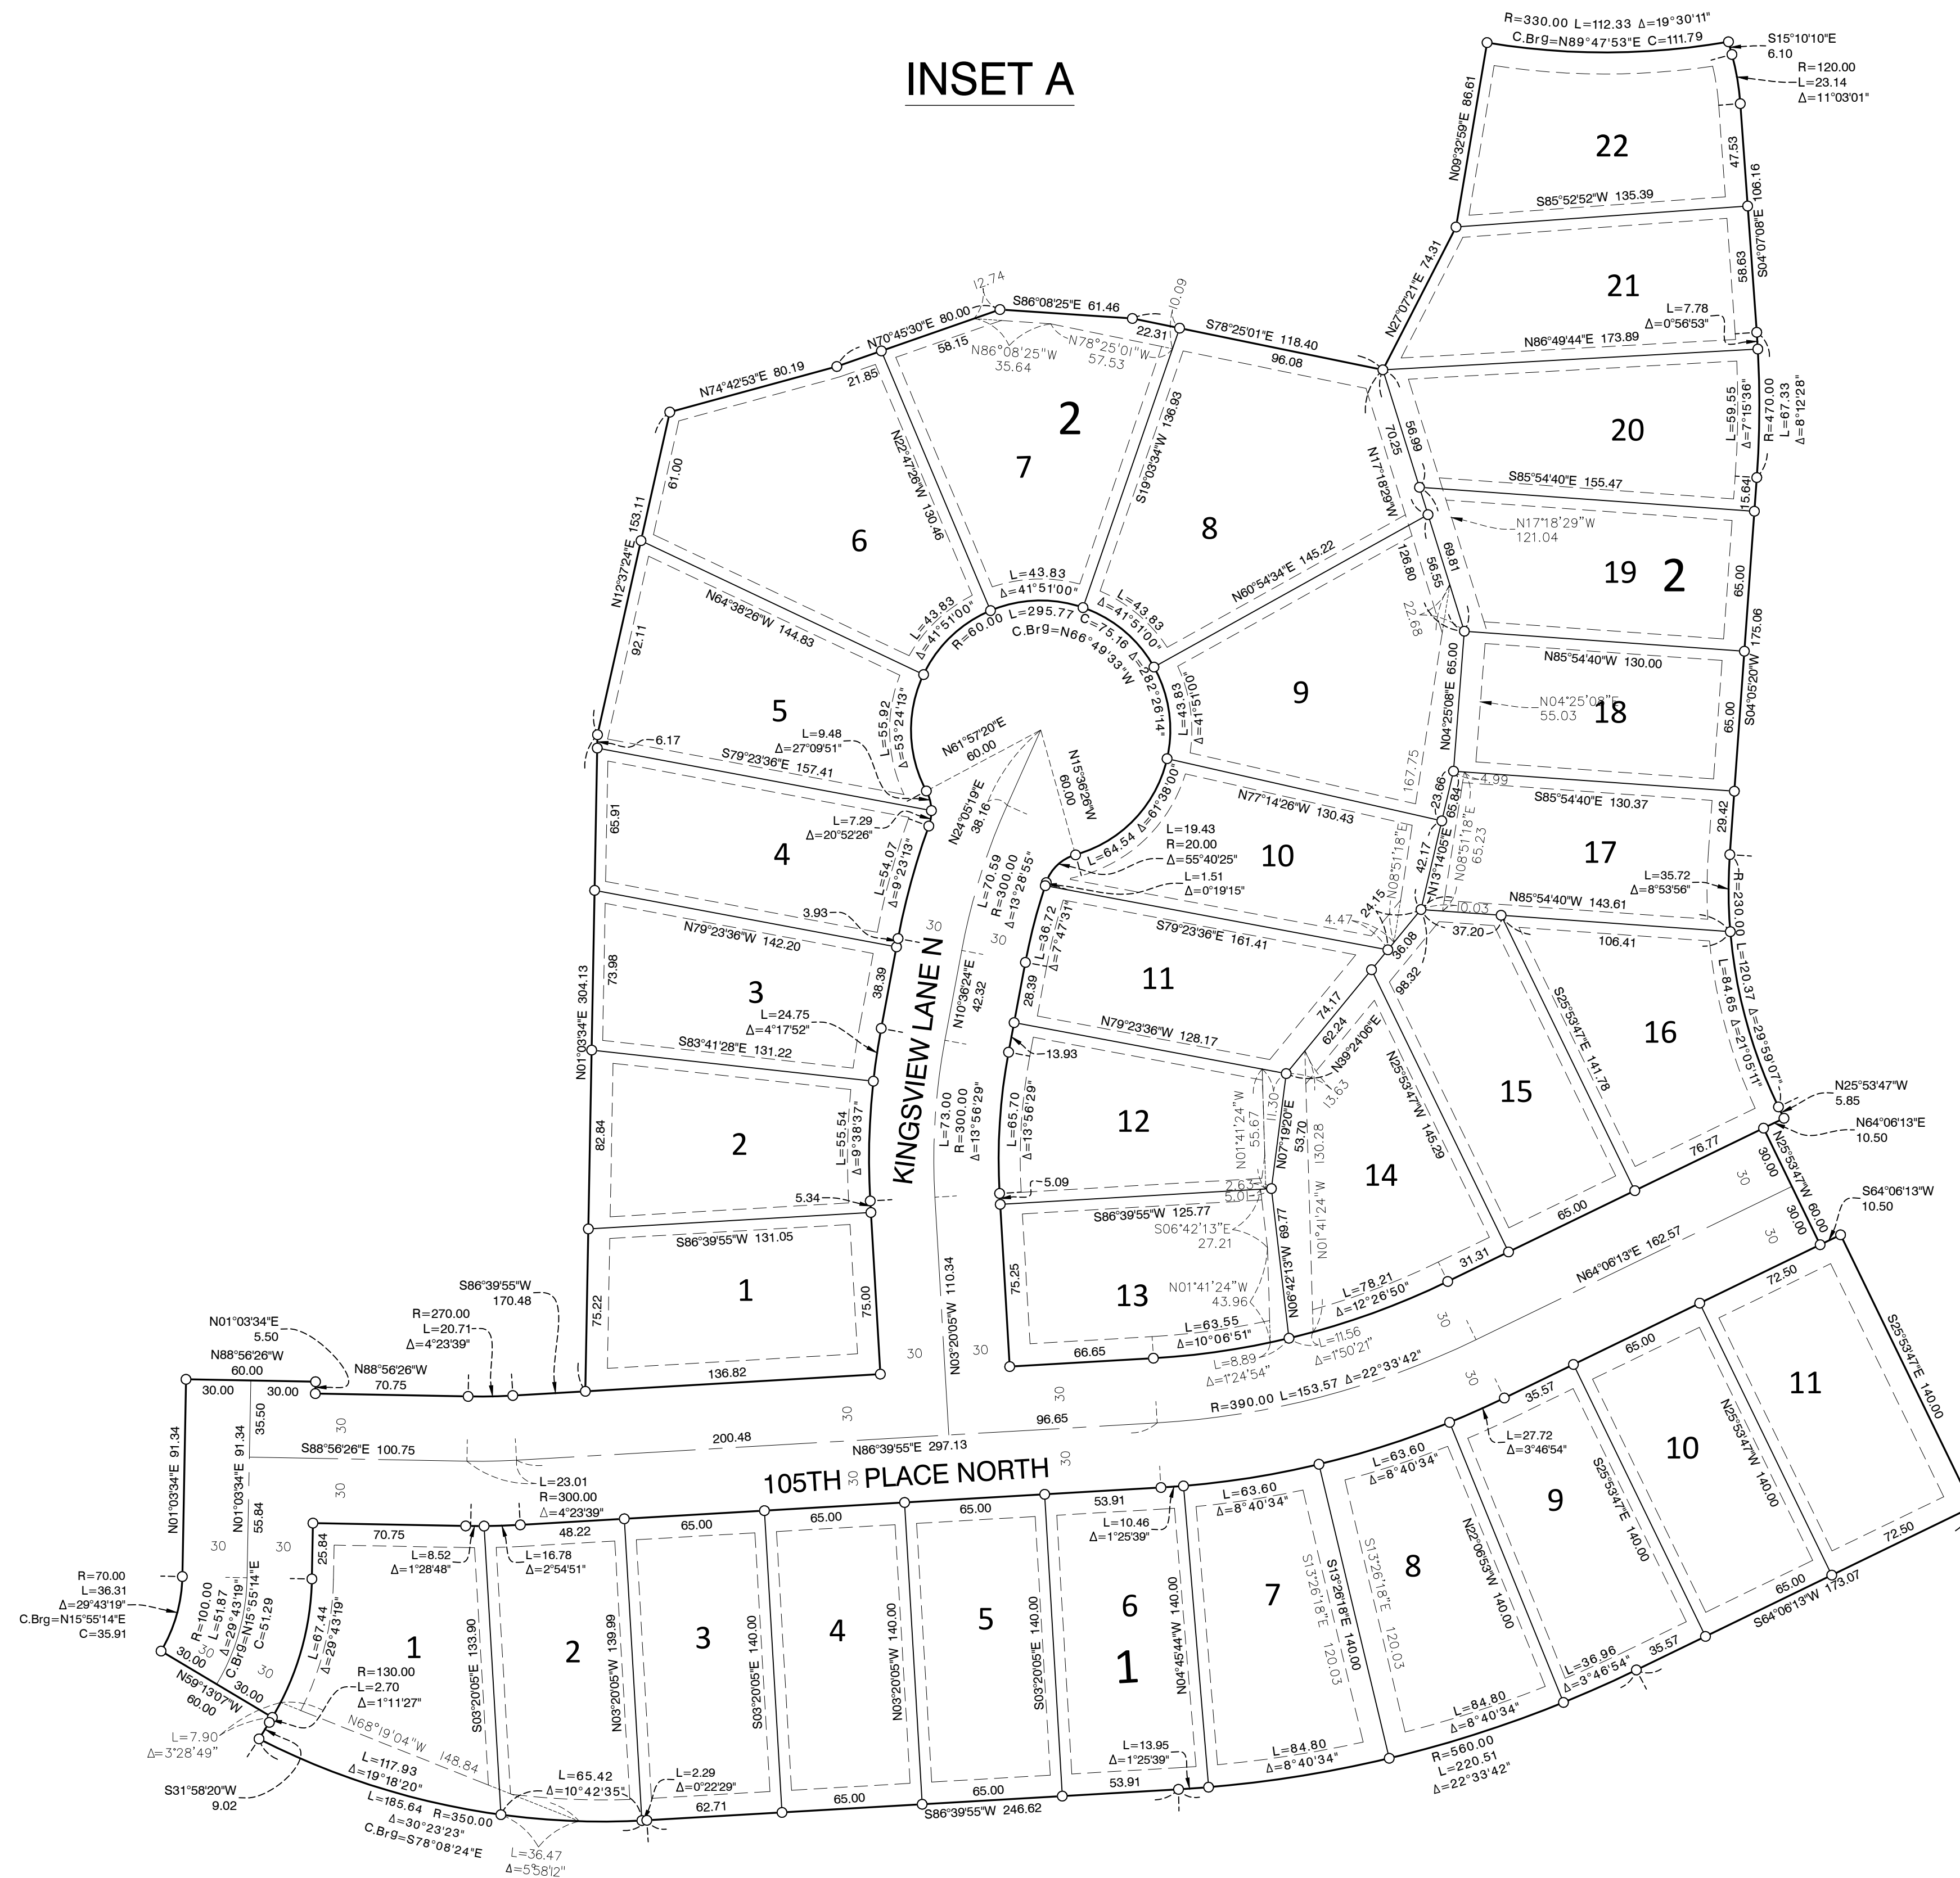 INSET A
R=330.00 L=112.33 Δ=19°30'11"
C.Brg=N89°47'53"E C=111.79
S15°10'10"E
6.10
R=120.00
L=23.14
Δ=11°03'01"
N09°32'59"E 86.61
22
47.53
S04°07'08"E 106.16
S85°52'52"W 135.39
N27°07'21"E 74.31
21
58.63
L=7.78
Δ=0°56'53"
N86°49'44"E 173.89
20
L=59.55
Δ=7°15'36"
R=470.00
L=67.33
Δ=8°12'28"
S85°54'40"E 155.47
15.64
N17°18'29"W
121.04
19
2
65.00
S04°05'20"W 175.06
N85°54'40"W 130.00
N04°25'08"E
55.03
18
65.00
S85°54'40"E 130.37
29.42
17
L=35.72
Δ=8°53'56"
R=230.00 L=120.37 Δ=29°59'07"
N85°54'40"W 143.61
37.20
106.41
16
L=84.65 Δ=21°05'11"
N25°53'47"W
5.85
N64°06'13"E
10.50
N25°53'47"W 60.00
30.00
30.00
S64°06'13"W
10.50
12.74
S86°08'25"E 61.46
10.09
22.31
S78°25'01"E 118.40
96.08
N70°45'30"E 80.00
58.15
N86°08'25"W
35.64
N78°25'01"W
57.53
N74°42'53"E 80.19
21.85
61.00
N12°37'24"E 153.11
92.11
N22°47'26"W 130.46
2
7
S19°03'34"W 136.93
6
8
56.99
70.25
N17°18'29"W
126.80
56.55
69.81
22.68
N60°54'34"E 145.22
L=43.83
Δ=41°51'00"
L=43.83
Δ=41°51'00"
L=43.83
Δ=41°51'00"
L=43.83
Δ=41°51'00"
R=60.00 L=295.77 C=75.16 Δ=282°26'14"
C.Brg=N66°49'33"W
N64°38'26"W 144.83
5
L=55.92
Δ=53°24'13"
L=9.48
Δ=27°09'51"
6.17
S79°23'36"E 157.41
N61°57'20"E
60.00
N15°36'26"W
60.00
N24°05'19"E
38.16
9
N04°25'08"E 65.00
167.75
4.99
23.66
65.84
N77°14'26"W 130.43
L=64.54 Δ=61°38'00"
L=7.29
Δ=20°52'26"
65.91
4
L=54.07
Δ=9°23'13"
L=70.59
R=300.00
Δ=13°28'55"
L=19.43
R=20.00
Δ=55°40'25"
L=1.51
Δ=0°19'15"
10
N08°51'18"E
42.17
N13°14'05"E
N08°51'18"E
65.23
10.03
24.15
4.47
36.08
98.32
3.93
N79°23'36"W 142.20
30
30
L=36.72
Δ=7°47'31"
S79°23'36"E 161.41
11
N01°03'34"E 304.13
73.98
3
38.39
L=24.75
Δ=4°17'52"
S83°41'28"E 131.22
N10°36'24"E
42.32
28.39
N79°23'36"W 128.17
74.17
62.24
N39°24'06"E
13.63
13.93
KINGSVIEW LANE N
82.84
2
L=55.54
Δ=9°38'37"
L=73.00
R=300.00
Δ=13°56'29"
L=65.70
Δ=13°56'29"
12
N01°41'24"W
55.67
11.30
N07°19'20"E
53.70
130.28
N01°41'24"W
14
N25°53'47"W 145.29
15
S25°53'47"E 141.78
76.77
65.00
31.31
5.34
S86°39'55"W 131.05
5.09
2.63
5.01
S86°39'55"W 125.77
S06°42'13"E
27.21
69.77
N06°42'13"W
75.22
1
75.00
75.25
13
N01°41'24"W
43.96
L=63.55
Δ=10°06'51"
L=78.21
Δ=12°26'50"
L=11.56
Δ=1°50'21"
L=8.89
Δ=1°24'54"
N03°20'05"W 110.34
30
30
66.65
136.82
S86°39'55"W
170.48
R=270.00
L=20.71
Δ=4°23'39"
N01°03'34"E
5.50
N88°56'26"W
60.00
30.00
30.00
N88°56'26"W
70.75
N01°03'34"E 91.34
N01°03'34"E 91.34
35.50
55.84
S88°56'26"E 100.75
200.48
N86°39'55"E 297.13
96.65
R=390.00 L=153.57 Δ=22°33'42"
N64°06'13"E 162.57
30
30
30
30
30
30
30
30
30
30
105TH PLACE NORTH
L=23.01
R=300.00
Δ=4°23'39"
30
30
25.84
70.75
L=8.52
Δ=1°28'48"
L=16.78
Δ=2°54'51"
48.22
65.00
65.00
65.00
53.91
L=10.46
Δ=1°25'39"
L=63.60
Δ=8°40'34"
L=63.60
Δ=8°40'34"
L=27.72
Δ=3°46'54"
35.57
65.00
72.50
R=70.00
L=36.31
Δ=29°43'19"
C.Brg=N15°55'14"E
C=35.91
R=100.00
L=51.87
Δ=29°43'19"
C.Brg=N15°55'14"E
C=51.29
30
30
L=67.44
Δ=29°43'19"
30.00
30.00
N59°13'07"W
60.00
R=130.00
L=2.70
Δ=1°11'27"
L=7.90
Δ=3°28'49"
S31°58'20"W
9.02
N68°19'04"W 148.84
1
S03°20'05"E 133.90
2
N03°20'05"W 139.99
3
S03°20'05"E 140.00
4
N03°20'05"W 140.00
5
S03°20'05"E 140.00
6
1
N04°45'44"W 140.00
7
S13°26'18"E 120.03
S13°26'18"E 140.00
S13°26'18"E 120.03
8
N22°06'53"W 140.00
9
S25°53'47"E 140.00
10
N25°53'47"W 140.00
11
S25°53'47"E 140.00
L=117.93
Δ=19°18'20"
L=185.64 R=350.00
Δ=30°23'23"
C.Brg=S78°08'24"E
L=65.42
Δ=10°42'35"
L=36.47
Δ=5°58'12"
L=2.29
Δ=0°22'29"
62.71
65.00
65.00
S86°39'55"W 246.62
53.91
L=13.95
Δ=1°25'39"
L=84.80
Δ=8°40'34"
L=84.80
Δ=8°40'34"
R=560.00
L=220.51
Δ=22°33'42"
L=36.96
Δ=3°46'54"
35.57
65.00
S64°06'13"W 173.07
72.50